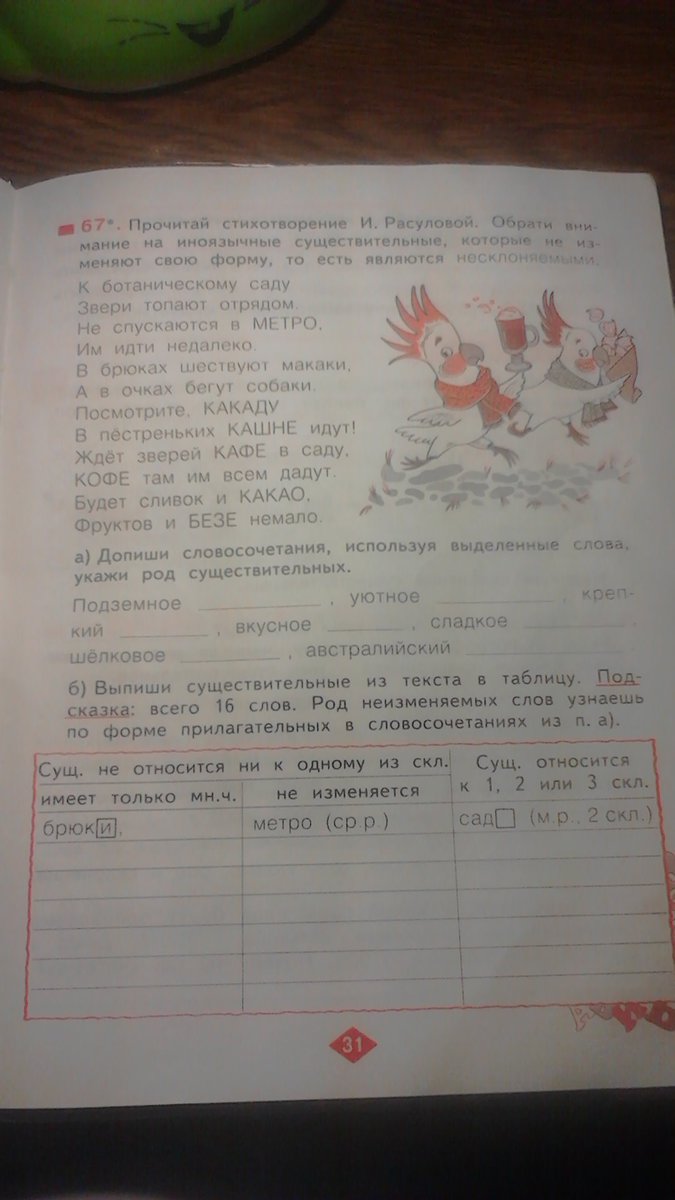 67*. Прочитай стихотворение И. Расуловой. Обрати вни-
мание на иноязычные существительные, которые не из-
меняют свою форму, то есть являются несклоняемыми.
К ботаническому саду
Звери топают отрядом.
Не спускаются в МЕТРО,
Им идти недалеко.
В брюках шествуют макаки,
А в очках бегут собаки.
Посмотрите, КАКАДУ
В пёстреньких КАШНЕ идут!
Ждёт зверей КАФЕ в саду,
КОФЕ там им всем дадут.
Будет сливок и КАКАО,
Фруктов и БЕЗЕ немало.
а) Допиши словосочетания, используя выделенные слова,
укажи род существительных.
Подземное ____________ , уютное ____________ , креп-
кий ________ , вкусное ________ , сладкое ____________ ,
шёлковое __________ , австралийский ________________
б) Выпиши существительные из текста в таблицу. Под-
сказка: всего 16 слов. Род неизменяемых слов узнаешь
по форме прилагательных в словосочетаниях из п. а).
Сущ. не относится ни к одному из скл. Сущ. относится
к 1, 2 или 3 скл.
имеет только мн.ч. не изменяется
брюки, метро (ср.р.) сад (м.р., 2 скл.)
31